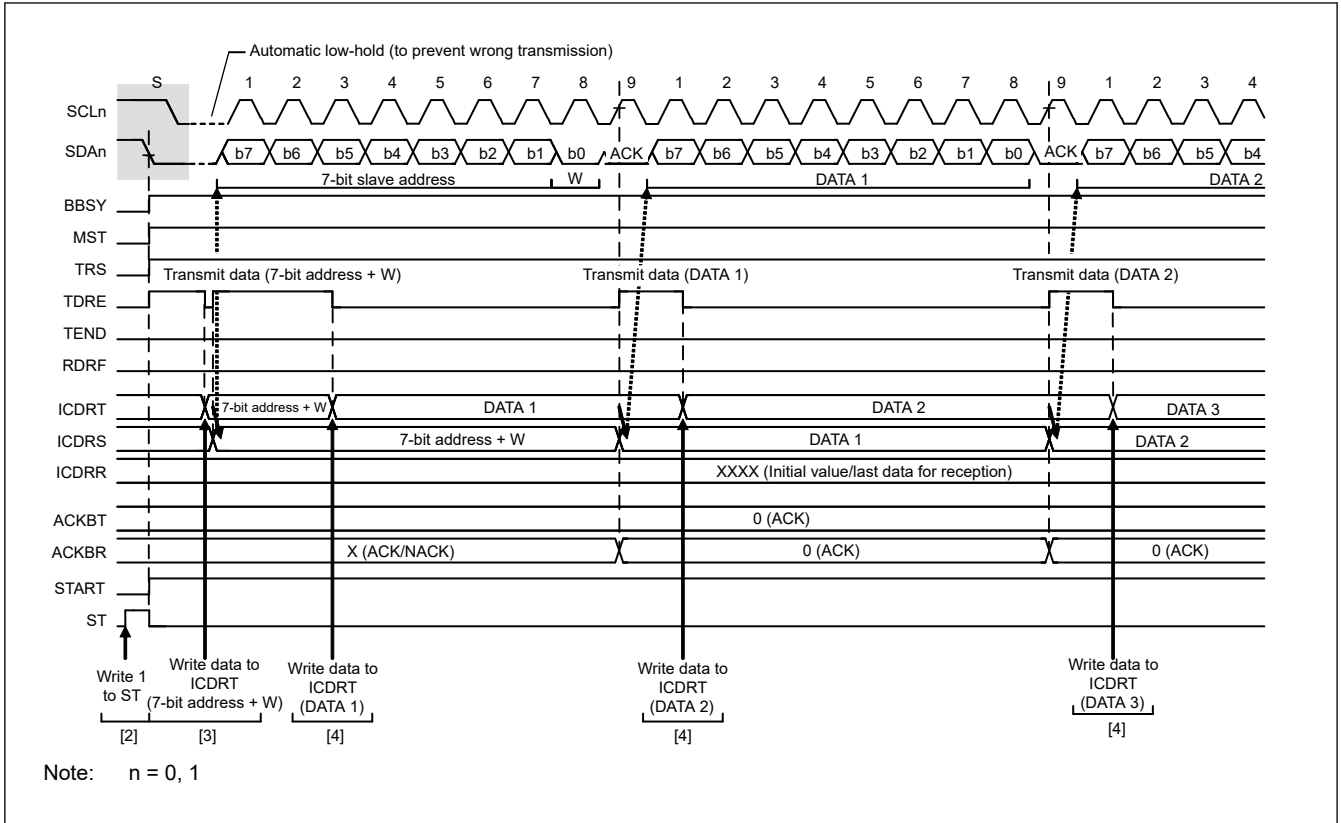 Automatic low-hold (to prevent wrong transmission)
S 1 2 3 4 5 6 7 8 9 1 2 3 4 5 6 7 8 9 1 2 3 4
SCLn
SDAn b7 b6 b5 b4 b3 b2 b1 b0 ACK b7 b6 b5 b4 b3 b2 b1 b0 ACK b7 b6 b5 b4
7-bit slave address W DATA 1 DATA 2
BBSY
MST
TRS
Transmit data (7-bit address + W) Transmit data (DATA 1) Transmit data (DATA 2)
TDRE
TEND
RDRF
ICDRT 7-bit address + W DATA 1 DATA 2 DATA 3
ICDRS 7-bit address + W DATA 1 DATA 2
ICDRR XXXX (Initial value/last data for reception)
ACKBT 0 (ACK)
ACKBR X (ACK/NACK) 0 (ACK) 0 (ACK)
START
ST
Write 1
to ST
[2]
Write data to
ICDRT
(7-bit address + W)
[3]
Write data to
ICDRT
(DATA 1)
[4]
Write data to
ICDRT
(DATA 2)
[4]
Write data to
ICDRT
(DATA 3)
[4]
Note: n = 0, 1